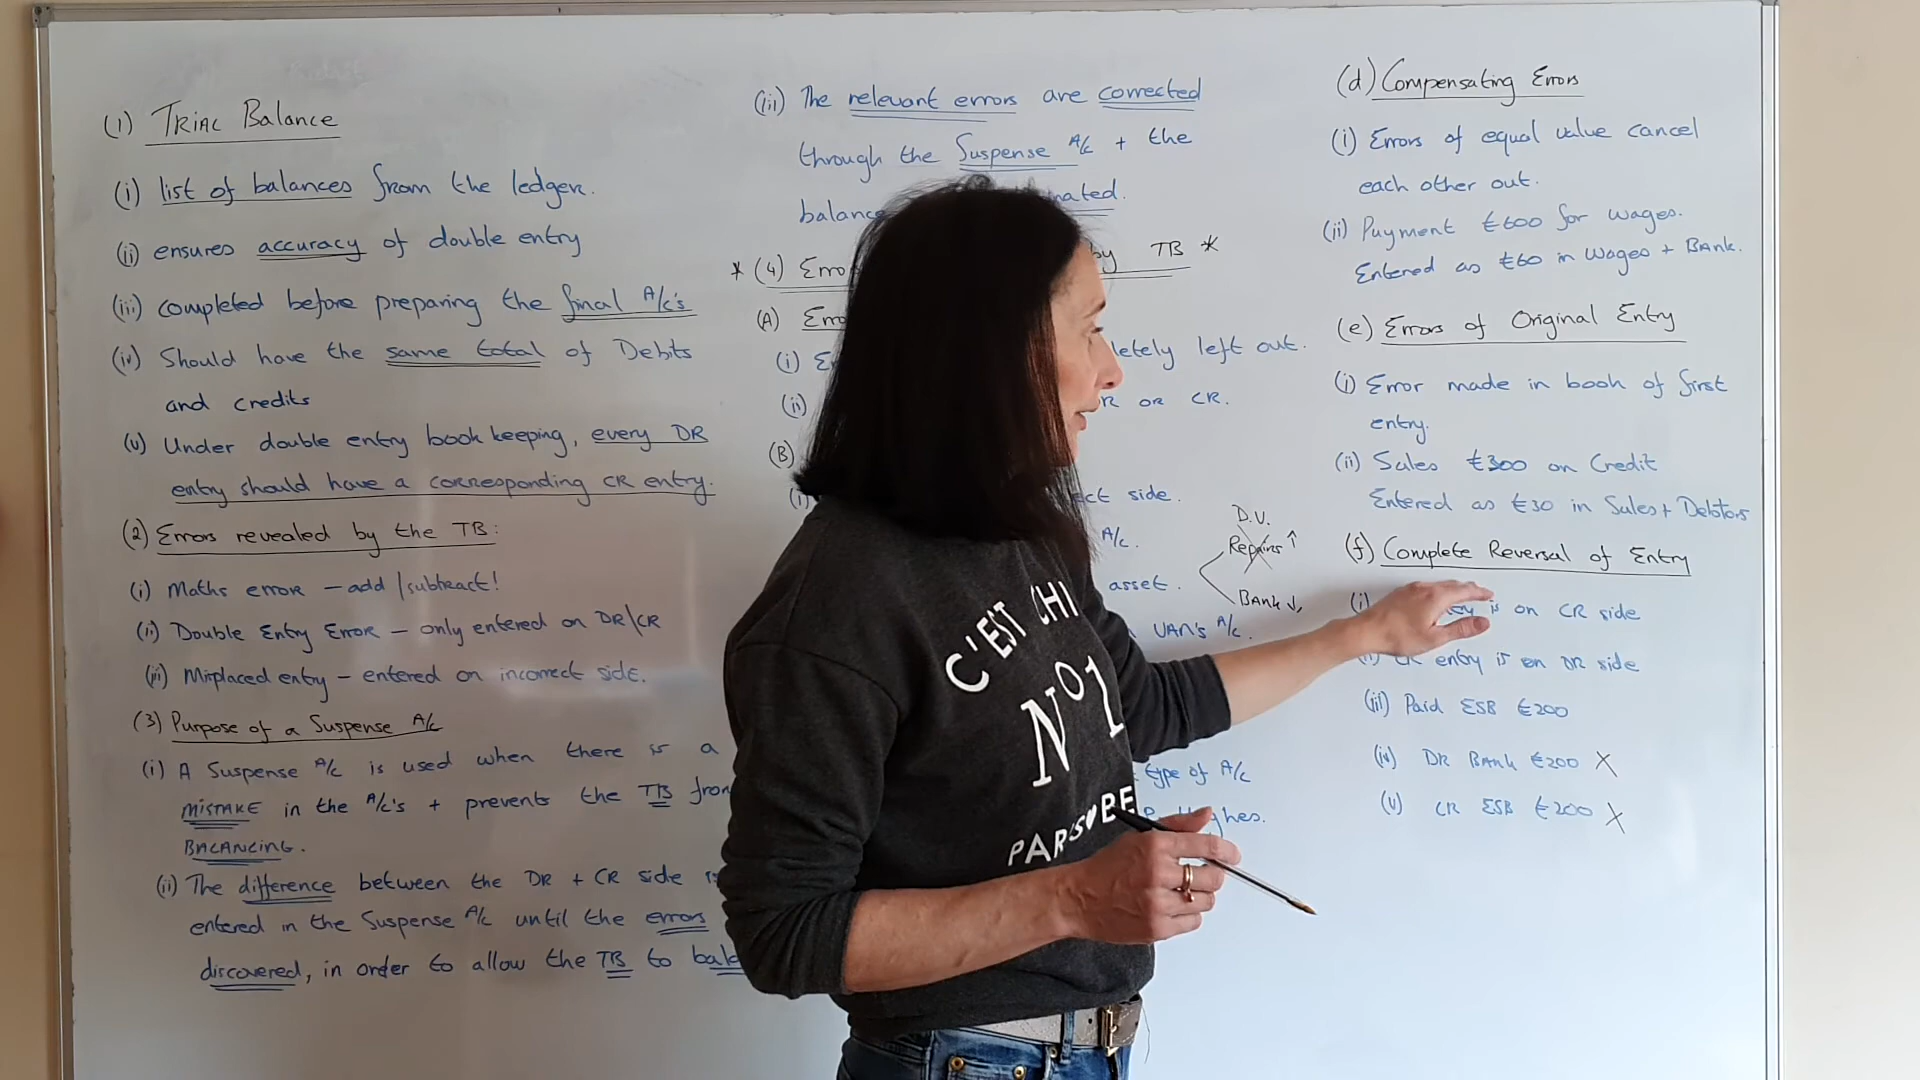 (1) TRIAL Balance
(i) list of balances from the ledger.
(ii) ensures accuracy of double entry
(iii) completed before preparing the final A/c's
(iv) Should have the same total of Debits
and credits
(v) Under double entry book keeping, every DR
entry should have a corresponding CR entry.
(2) Errors revealed by the TB:
(i) Maths error – add/subtract!
(ii) Double Entry Error – only entered on DR/CR
(iii) Misplaced entry – entered on incorrect side.
(3) Purpose of a Suspense A/c
(i) A Suspense A/c is used when there is a
MISTAKE in the A/c's + prevents the TB from
BALANCING.
(ii) The difference between the DR + CR side
entered in the Suspense A/c until the errors
discovered, in order to allow the TB to
(iii) The relevant errors are corrected
through the Suspense A/c + the
balance
* (4) by TB *
(A)
(i) left out.
(ii) OR CR.
(B)
(i) side.
A/c.
asset.
VAN's A/c.
D.V.
Repairs ↑
BANK ↓
type of A/c
C'EST CHI
N°1
(d) Compensating Errors
(i) Errors of equal value cancel
each other out.
(ii) Payment €600 for wages.
Entered as €60 in Wages + Bank.
(e) Errors of Original Entry
(i) Error made in book of first
entry.
(ii) Sales €300 on Credit
Entered as €30 in Sales + Debtors
(f) Complete Reversal of Entry
(i) is on CR side
entry is on DR side
(iii) Paid ESB €200
(iv) DR BANK €200 X
(v) CR ESB €200 X